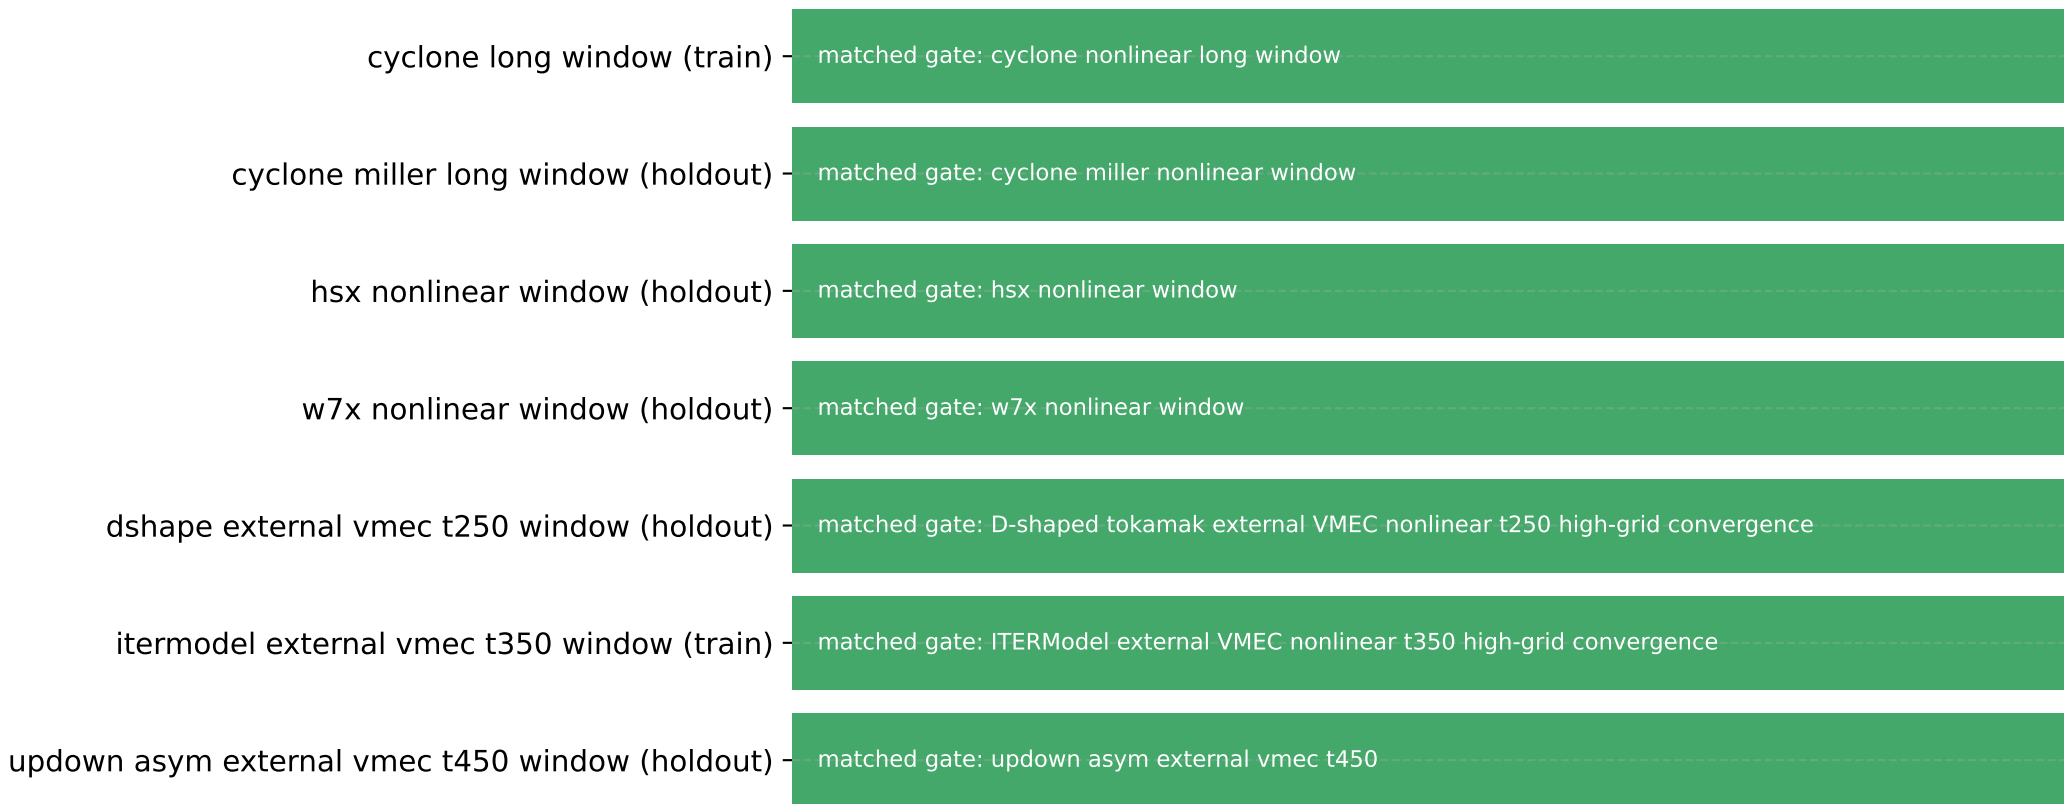 cyclone long window (train) matched gate: cyclone nonlinear long window
cyclone miller long window (holdout) matched gate: cyclone miller nonlinear window
hsx nonlinear window (holdout) matched gate: hsx nonlinear window
w7x nonlinear window (holdout) matched gate: w7x nonlinear window
dshape external vmec t250 window (holdout) matched gate: D-shaped tokamak external VMEC nonlinear t250 high-grid convergence
itermodel external vmec t350 window (train) matched gate: ITERModel external VMEC nonlinear t350 high-grid convergence
updown asym external vmec t450 window (holdout) matched gate: updown asym external vmec t450